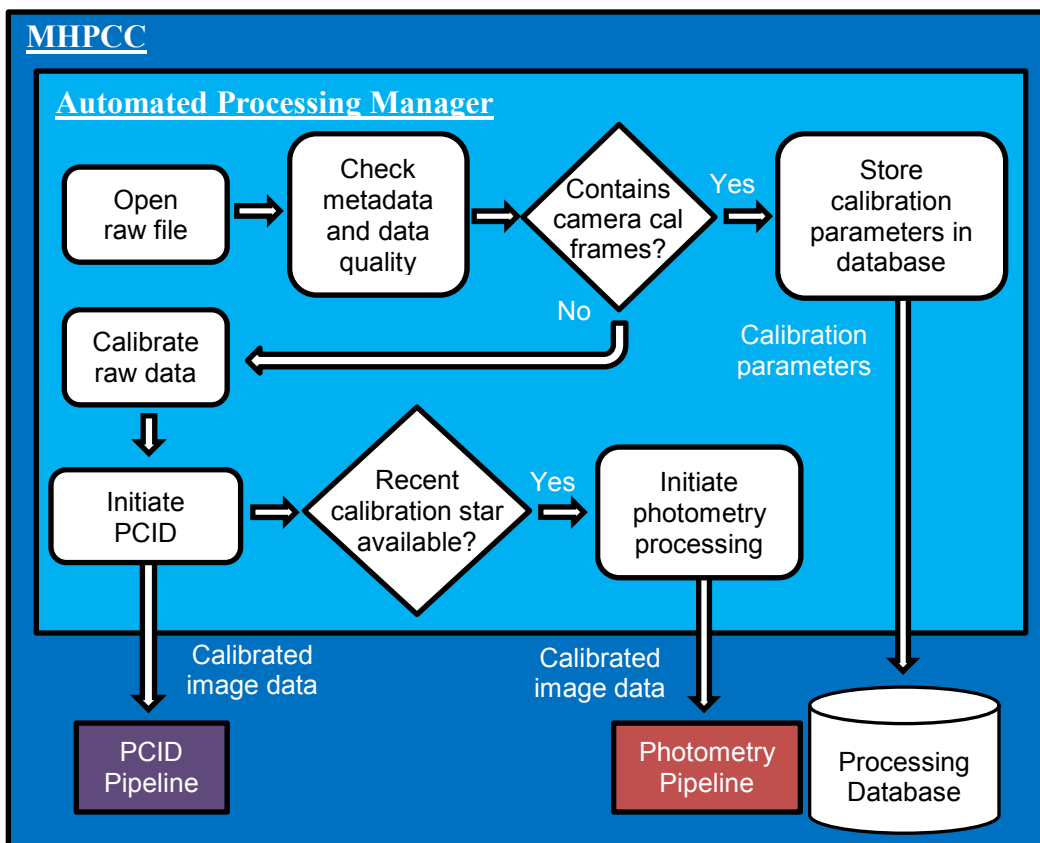 MHPCC
Automated Processing Manager
Open
raw file
Check
metadata
and data
quality
Contains
camera cal
frames?
Yes
Store
calibration
parameters in
database
No
Calibrate
raw data
Calibration
parameters
Initiate
PCID
Recent
calibration star
available?
Yes
Initiate
photometry
processing
Calibrated
image data
Calibrated
image data
PCID
Pipeline
Photometry
Pipeline
Processing
Database